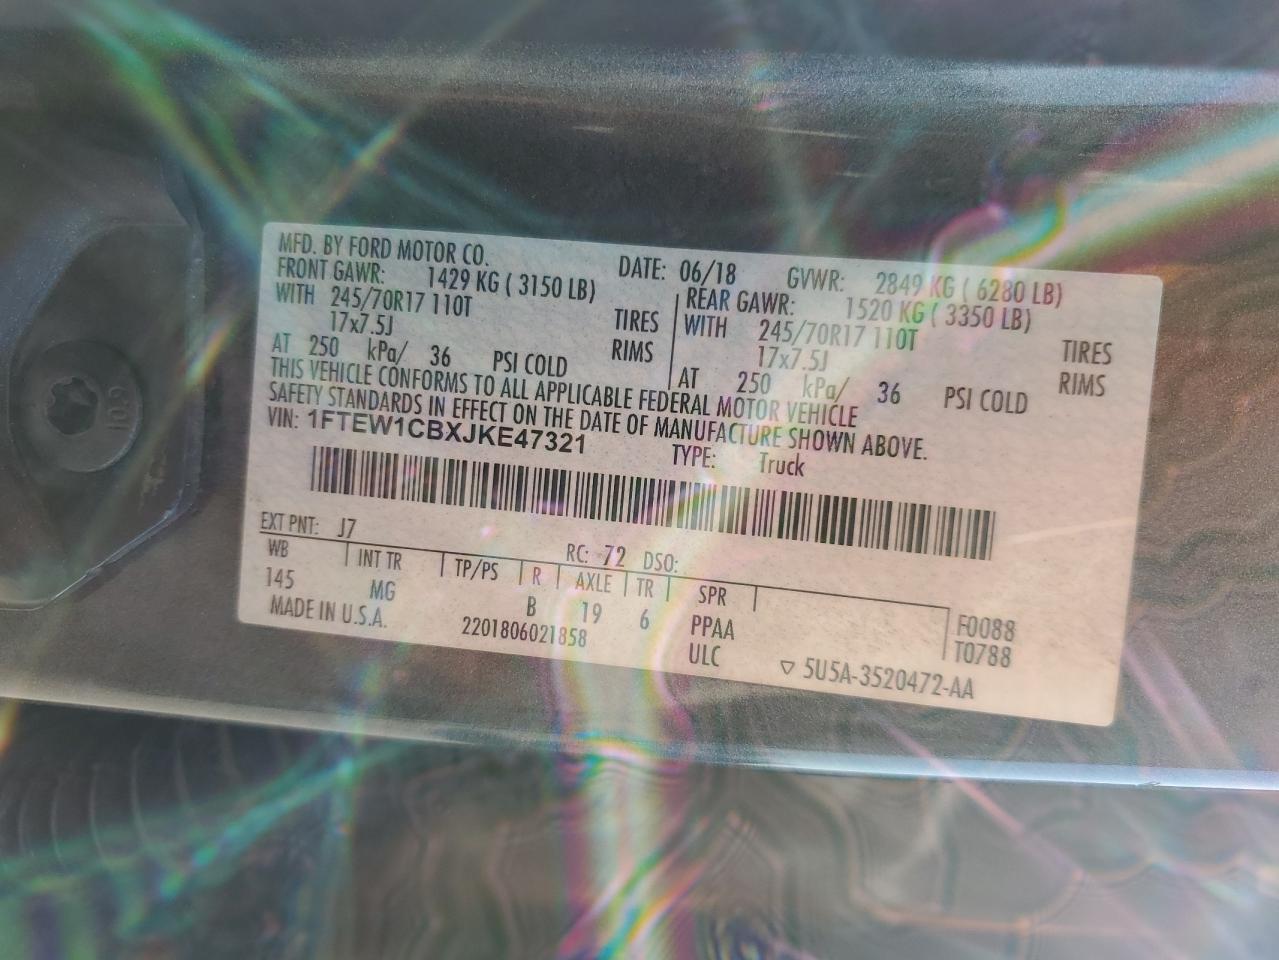 MFD. BY FORD MOTOR CO.
DATE: 06/18 GVWR: 2849 KG ( 6280 LB)
FRONT GAWR: 1429 KG ( 3150 LB)
WITH 245/70R17 110T TIRES
17x7.5J RIMS
AT 250 kPa/ 36 PSI COLD
REAR GAWR: 1520 KG ( 3350 LB)
WITH 245/70R17 110T TIRES
17x7.5J RIMS
AT 250 kPa/ 36 PSI COLD
THIS VEHICLE CONFORMS TO ALL APPLICABLE FEDERAL MOTOR VEHICLE
SAFETY STANDARDS IN EFFECT ON THE DATE OF MANUFACTURE SHOWN ABOVE.
VIN: 1FTEW1CBXJKE47321
TYPE: Truck
EXT PNT: J7 RC: 72 DSO:
WB INT TR TP/PS R AXLE TR SPR
145 MG B 19 6 PPAA F0088
MADE IN U.S.A. 2201806021858 ULC T0788
▽ 5U5A-3520472-AA